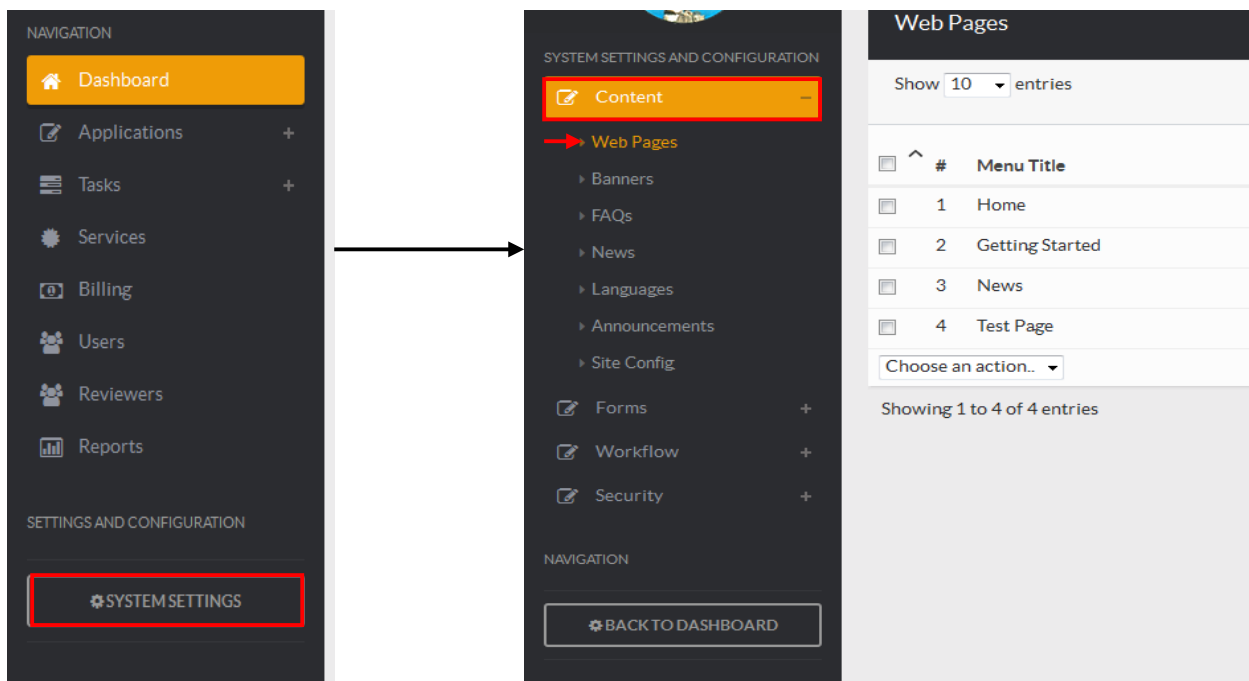 NAVIGATION
Dashboard
Applications +
Tasks +
Services
Billing
Users
Reviewers
Reports
SETTINGS AND CONFIGURATION
SYSTEM SETTINGS
SYSTEM SETTINGS AND CONFIGURATION
Content −
Web Pages
Banners
FAQs
News
Languages
Announcements
Site Config
Forms +
Workflow +
Security +
NAVIGATION
BACK TO DASHBOARD
Web Pages
Show 10 entries
# Menu Title
1 Home
2 Getting Started
3 News
4 Test Page
Choose an action..
Showing 1 to 4 of 4 entries